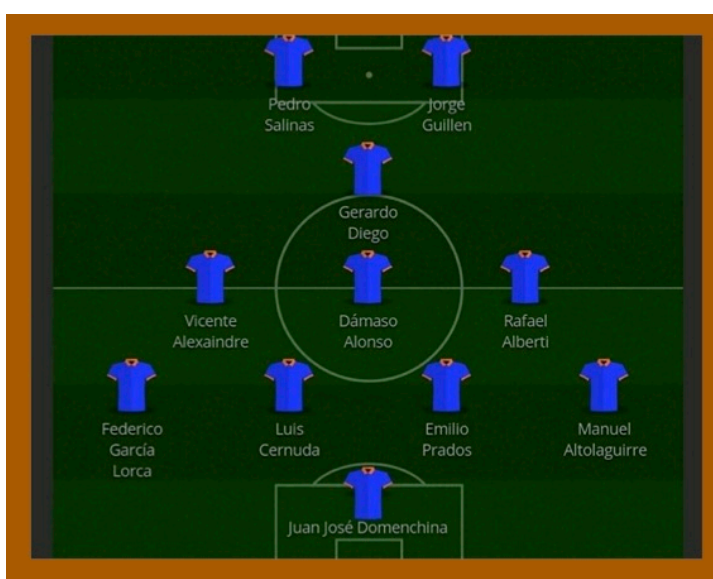 Pedro
Salinas
Jorge
Guillen
Gerardo
Diego
Vicente
Alexaindre
Dámaso
Alonso
Rafael
Alberti
Federico
García
Lorca
Luis
Cernuda
Emilio
Prados
Manuel
Altolaguirre
Juan José Domenchina